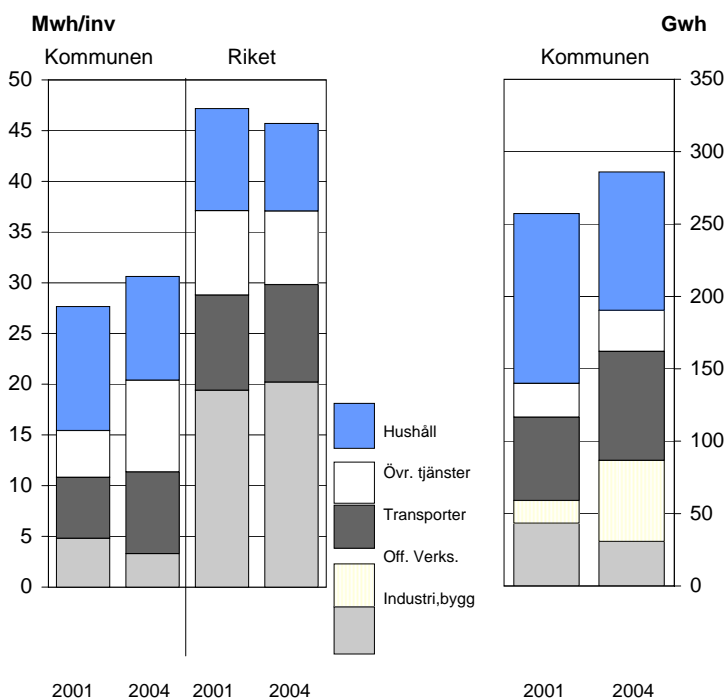 Mwh/inv Gwh
Kommunen Riket Kommunen
50
45
40
35
30
25
20
15
10
5
0
350
300
250
200
150
100
50
0
Hushåll
Övr. tjänster
Transporter
Off. Verks.
Industri,bygg
2001 2004 2001 2004 2001 2004